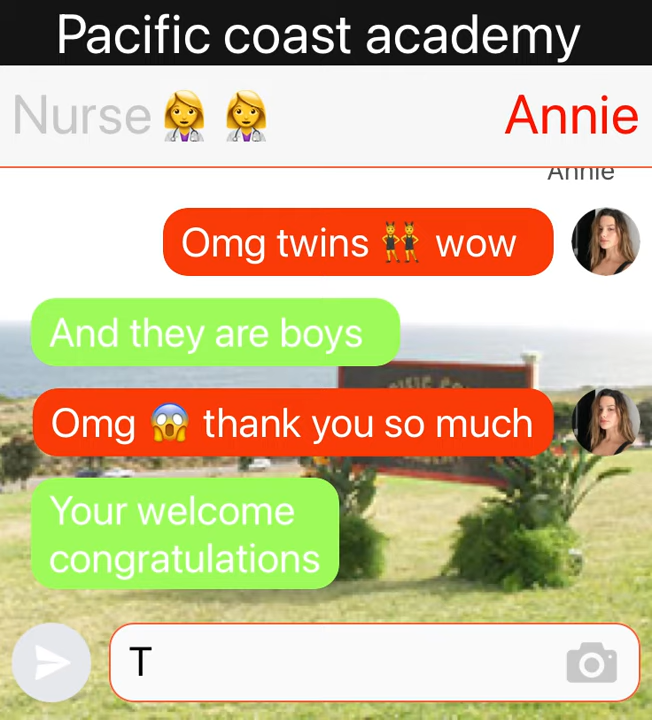 Pacific coast academy
Nurse👩‍⚕️👩‍⚕️ Annie
Annie
Omg twins 👯 wow
And they are boys
Omg 😱 thank you so much
Your welcome
congratulations
T